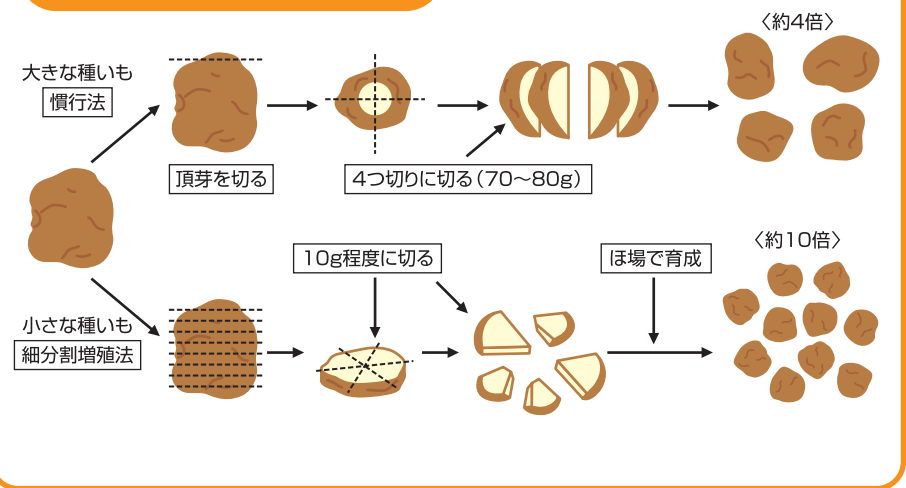 大きな種いも
慣行法
頂芽を切る
4つ切りに切る（70～80g）
〈約4倍〉
小さな種いも
細分割増殖法
10g程度に切る
ほ場で育成
〈約10倍〉